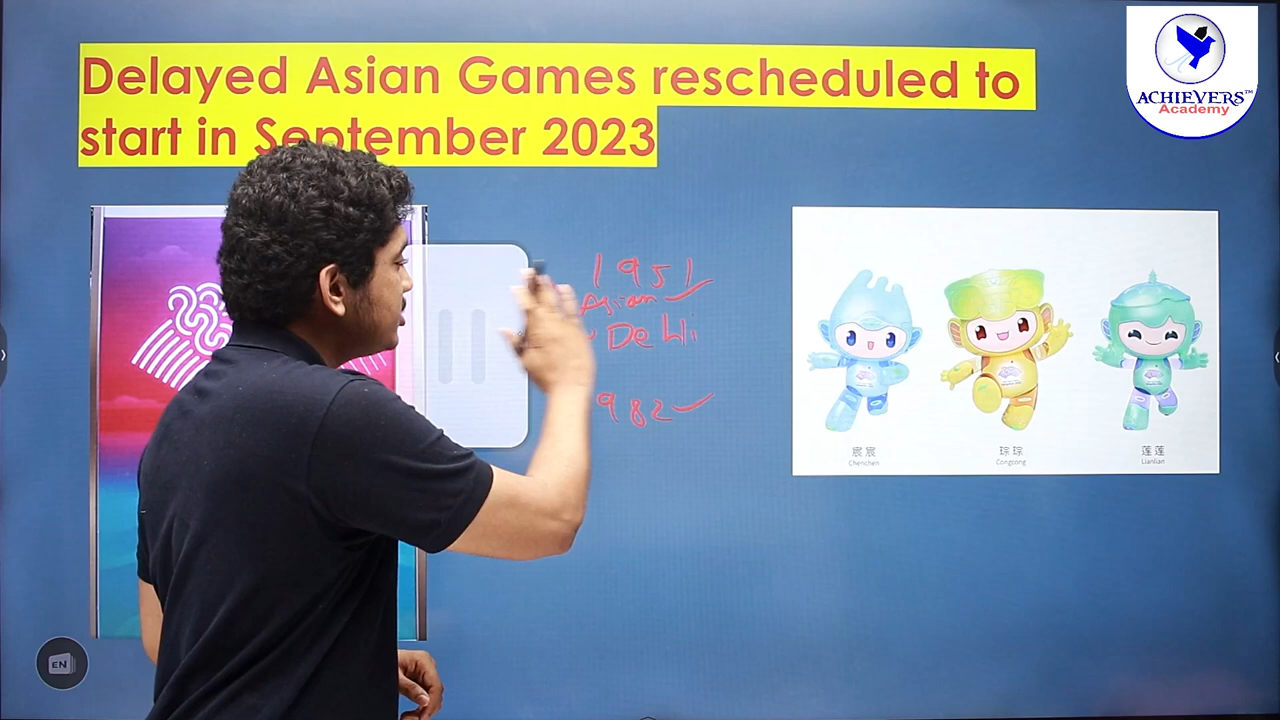 Delayed Asian Games rescheduled to
start in September 2023
ACHIEVERS™
Academy
1951
Asian
Delhi
982
宸宸
琮琮
莲莲
Chenchen
Congcong
Lianlian
EN